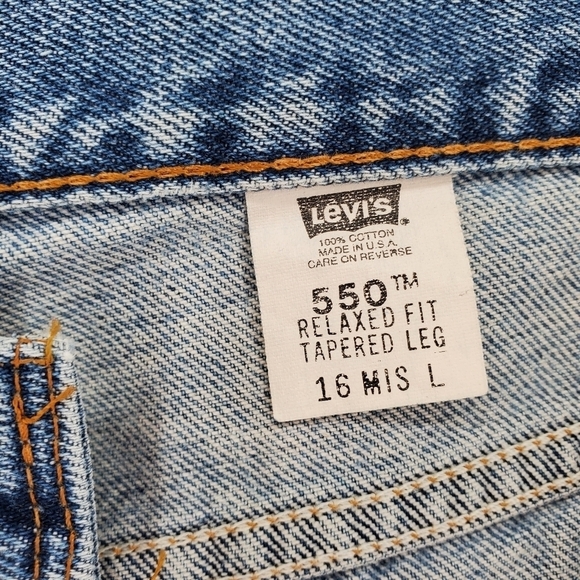 Levi's
100% COTTON
MADE IN U.S.A.
CARE ON REVERSE
550™
RELAXED FIT
TAPERED LEG
16 MIS L